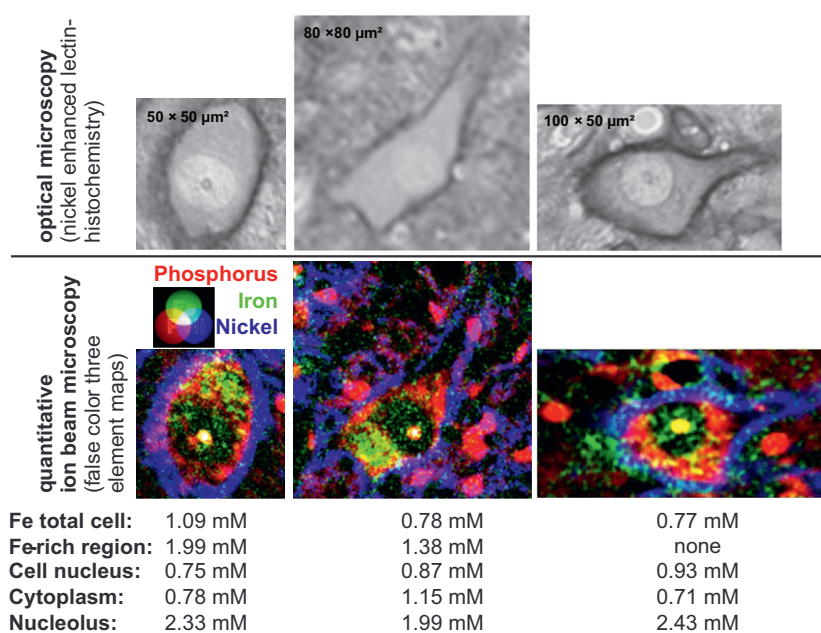 optical microscopy
(nickel enhanced lectin-
histochemistry)
50 × 50 µm²
80 ×80 µm²
100 × 50 µm²
quantitative
ion beam microscopy
(false color three
element maps)
Phosphorus
Iron
Nickel
Fe total cell: 1.09 mM 0.78 mM 0.77 mM
Fe-rich region: 1.99 mM 1.38 mM none
Cell nucleus: 0.75 mM 0.87 mM 0.93 mM
Cytoplasm: 0.78 mM 1.15 mM 0.71 mM
Nucleolus: 2.33 mM 1.99 mM 2.43 mM